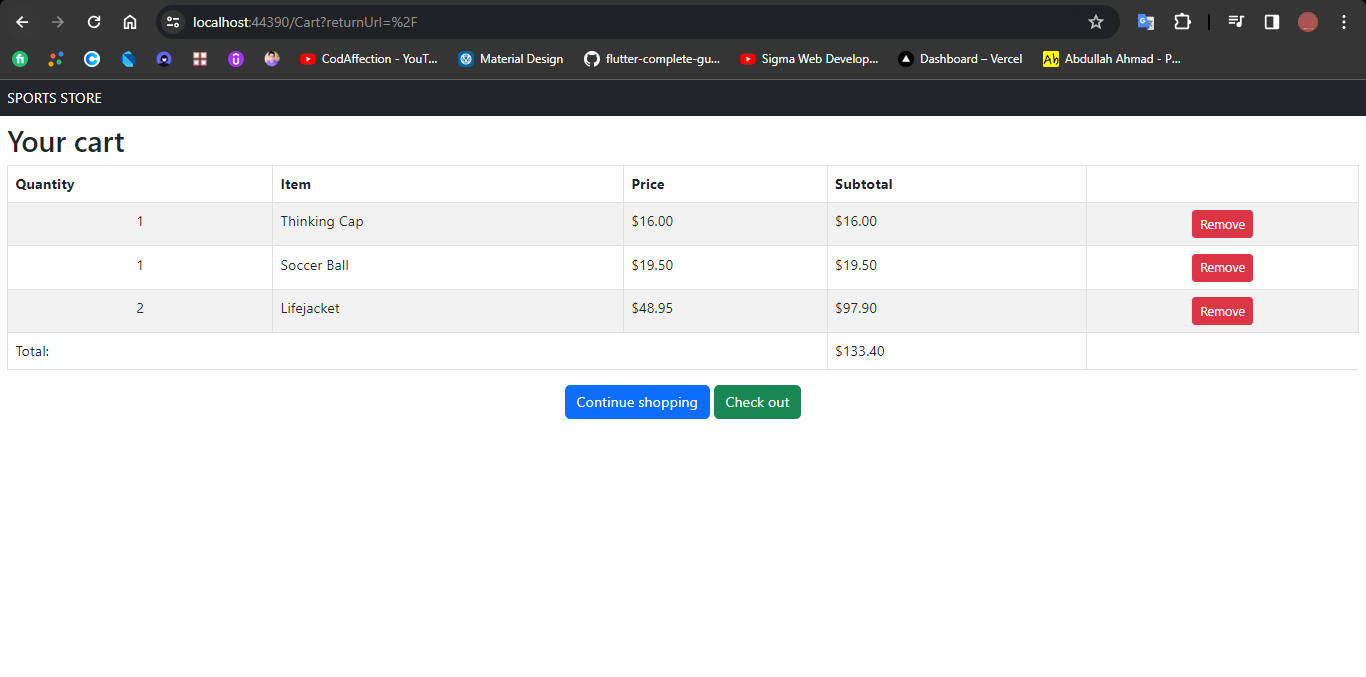 localhost:44390/Cart?returnUrl=%2F
CodAffection - YouT... Material Design flutter-complete-gu... Sigma Web Develop... Dashboard – Vercel Ab Abdullah Ahmad - P...
SPORTS STORE
Your cart
Quantity Item Price Subtotal
1 Thinking Cap $16.00 $16.00 Remove
1 Soccer Ball $19.50 $19.50 Remove
2 Lifejacket $48.95 $97.90 Remove
Total: $133.40
Continue shopping Check out